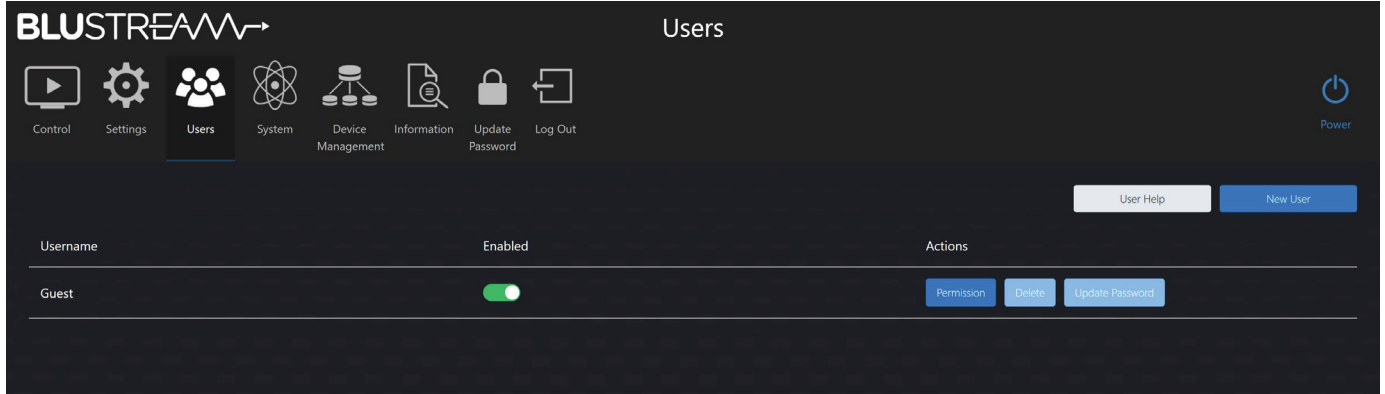 BLUSTREAM
Users
Control
Settings
Users
System
Device
Management
Information
Update
Password
Log Out
Power
User Help
New User
Username
Enabled
Actions
Guest
Permission
Delete
Update Password